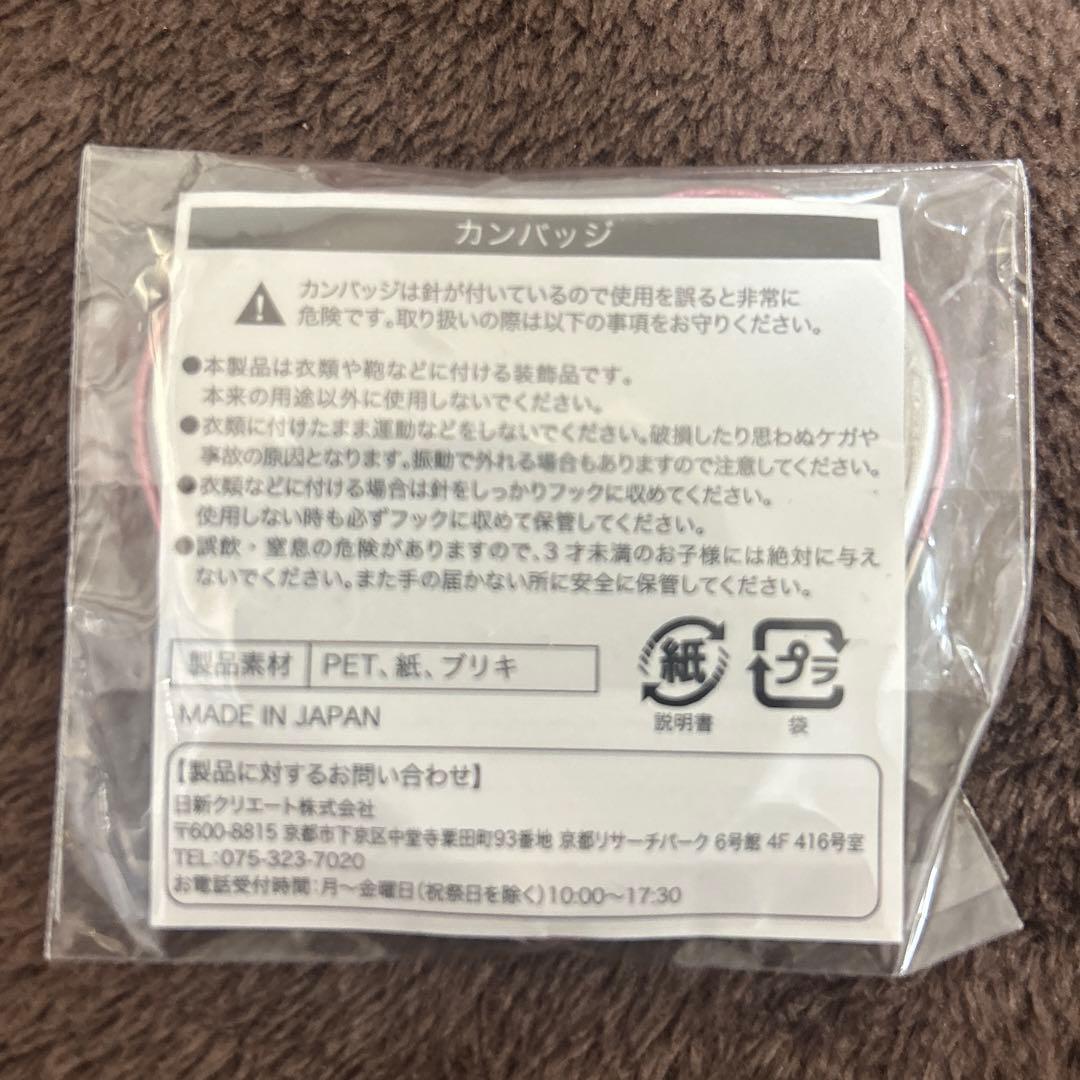 カンバッジ
カンバッジは針が付いているので使用を誤ると非常に
危険です。取り扱いの際は以下の事項をお守りください。
●本製品は衣類や鞄などに付ける装飾品です。
本来の用途以外に使用しないでください。
●衣類に付けたまま運動などをしないでください。破損したり思わぬケガや
事故の原因となります。振動で外れる場合もありますので注意してください。
●衣類などに付ける場合は針をしっかりフックに収めてください。
使用しない時も必ずフックに収めて保管してください。
●誤飲・窒息の危険がありますので、3才未満のお子様には絶対に与え
ないでください。また手の届かない所に安全に保管してください。
製品素材 PET、紙、ブリキ
紙 プラ
説明書 袋
MADE IN JAPAN
【製品に対するお問い合わせ】
日新クリエート株式会社
〒600-8815 京都市下京区中堂寺粟田町93番地 京都リサーチパーク 6号館 4F 416号室
TEL:075-323-7020
お電話受付時間:月〜金曜日(祝祭日を除く)10:00〜17:30